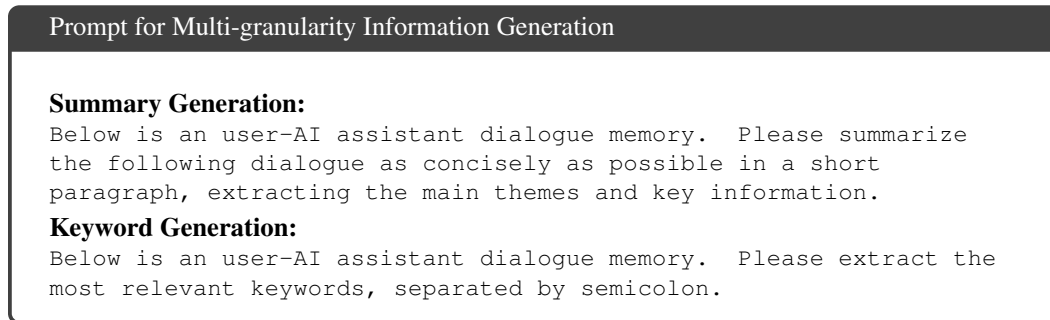 Prompt for Multi-granularity Information Generation
Summary Generation:
Below is an user-AI assistant dialogue memory. Please summarize
the following dialogue as concisely as possible in a short
paragraph, extracting the main themes and key information.
Keyword Generation:
Below is an user-AI assistant dialogue memory. Please extract the
most relevant keywords, separated by semicolon.